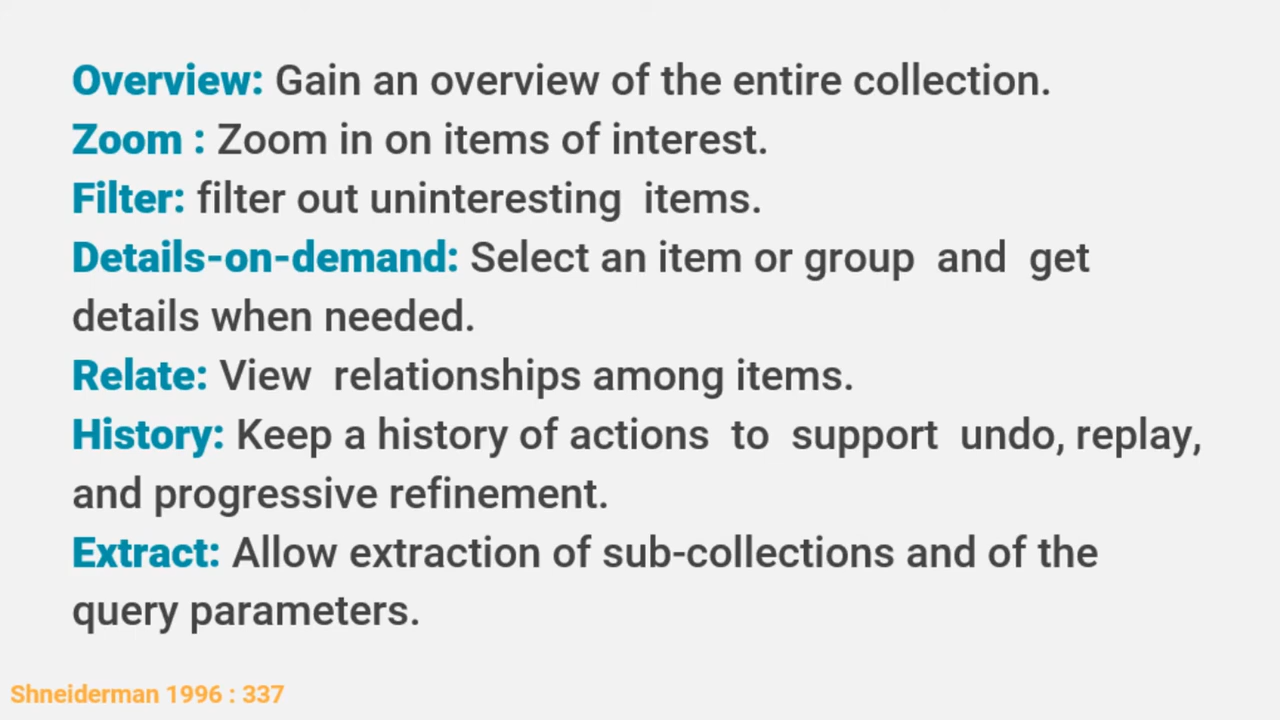 Overview: Gain an overview of the entire collection.
Zoom : Zoom in on items of interest.
Filter: filter out uninteresting  items.
Details-on-demand: Select an item or group  and  get
details when needed.
Relate: View  relationships among items.
History: Keep a history of actions  to  support  undo, replay,
and progressive refinement.
Extract: Allow extraction of sub-collections and of the
query parameters.
Shneiderman 1996 : 337